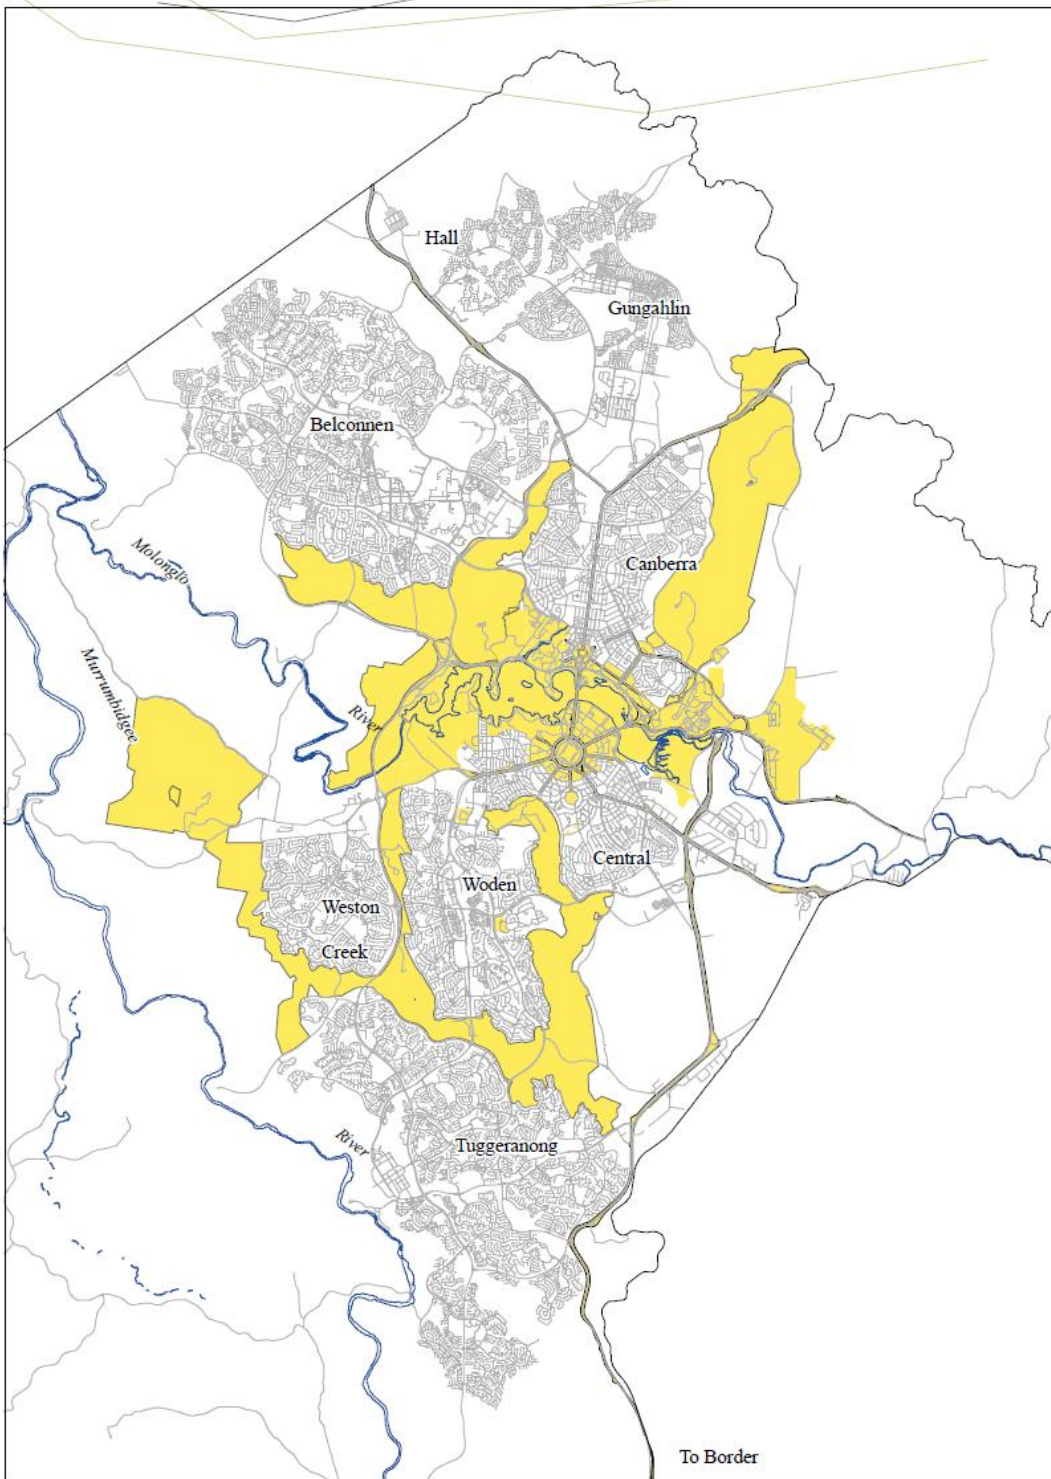 Hall
Gungahlin
Belconnen
Canberra
Molonglo
River
Murrumbidgee
Central
Woden
Weston
Creek
River
Tuggeranong
To Border